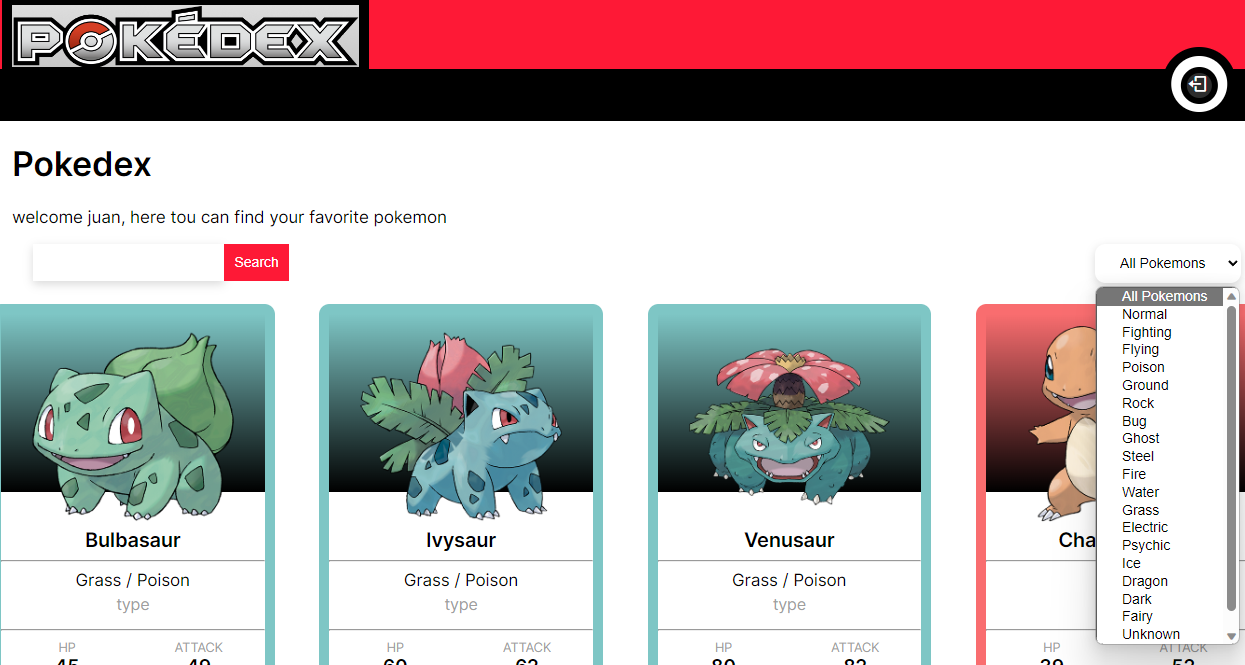 POKÉDEX
Pokedex
welcome juan, here tou can find your favorite pokemon
Search
All Pokemons
All Pokemons
Normal
Fighting
Flying
Poison
Ground
Rock
Bug
Ghost
Steel
Fire
Water
Grass
Electric
Psychic
Ice
Dragon
Dark
Fairy
Unknown
Bulbasaur
Grass / Poison
type
HP
ATTACK
45
49
Ivysaur
Grass / Poison
type
HP
ATTACK
60
62
Venusaur
Grass / Poison
type
HP
ATTACK
80
82
Cha
HP
ATTACK
39
52